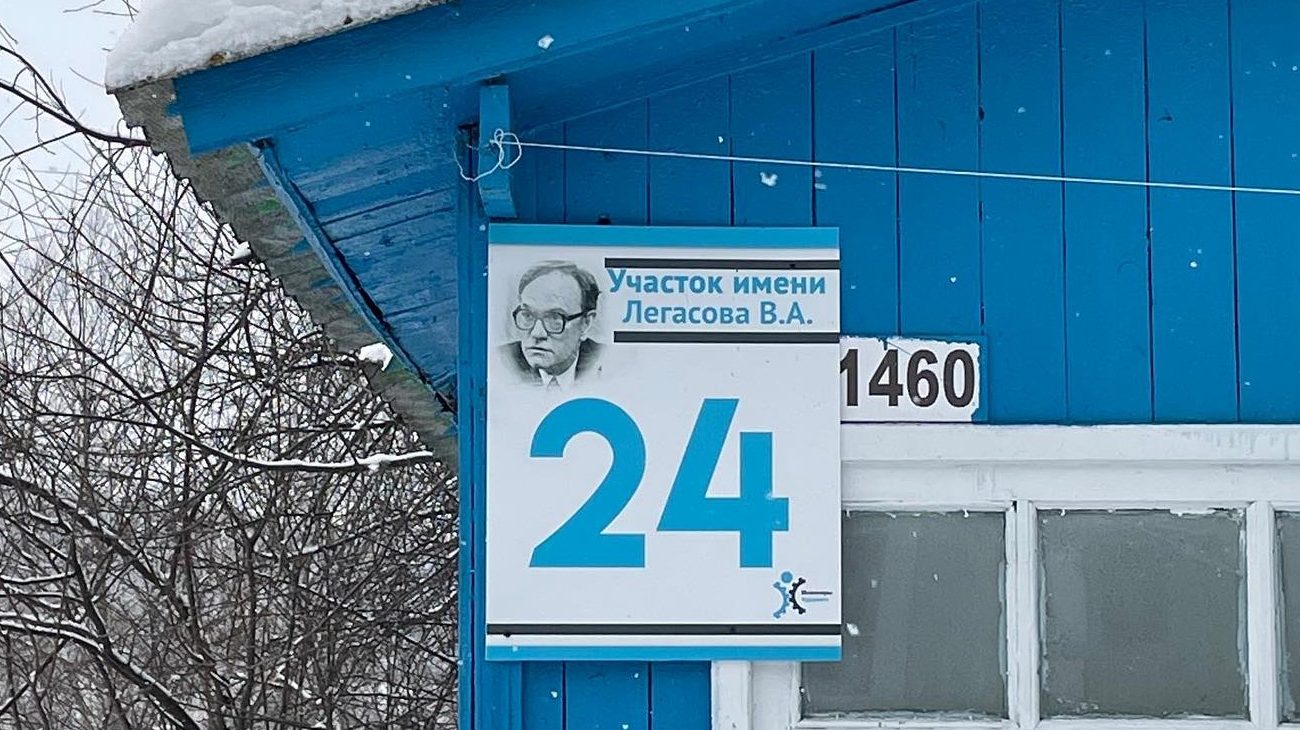 Участок имени
Легасова В.А.
1460
24